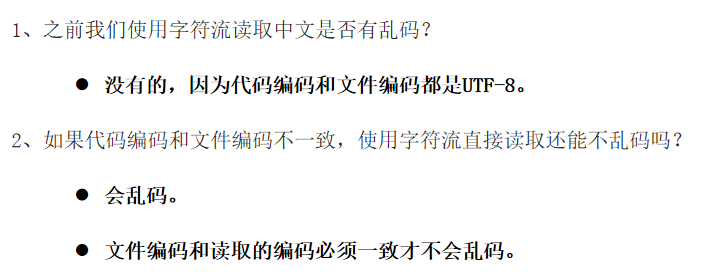 1、之前我们使用字符流读取中文是否有乱码？
● 没有的，因为代码编码和文件编码都是UTF-8。
2、如果代码编码和文件编码不一致，使用字符流直接读取还能不乱码吗？
● 会乱码。
● 文件编码和读取的编码必须一致才不会乱码。